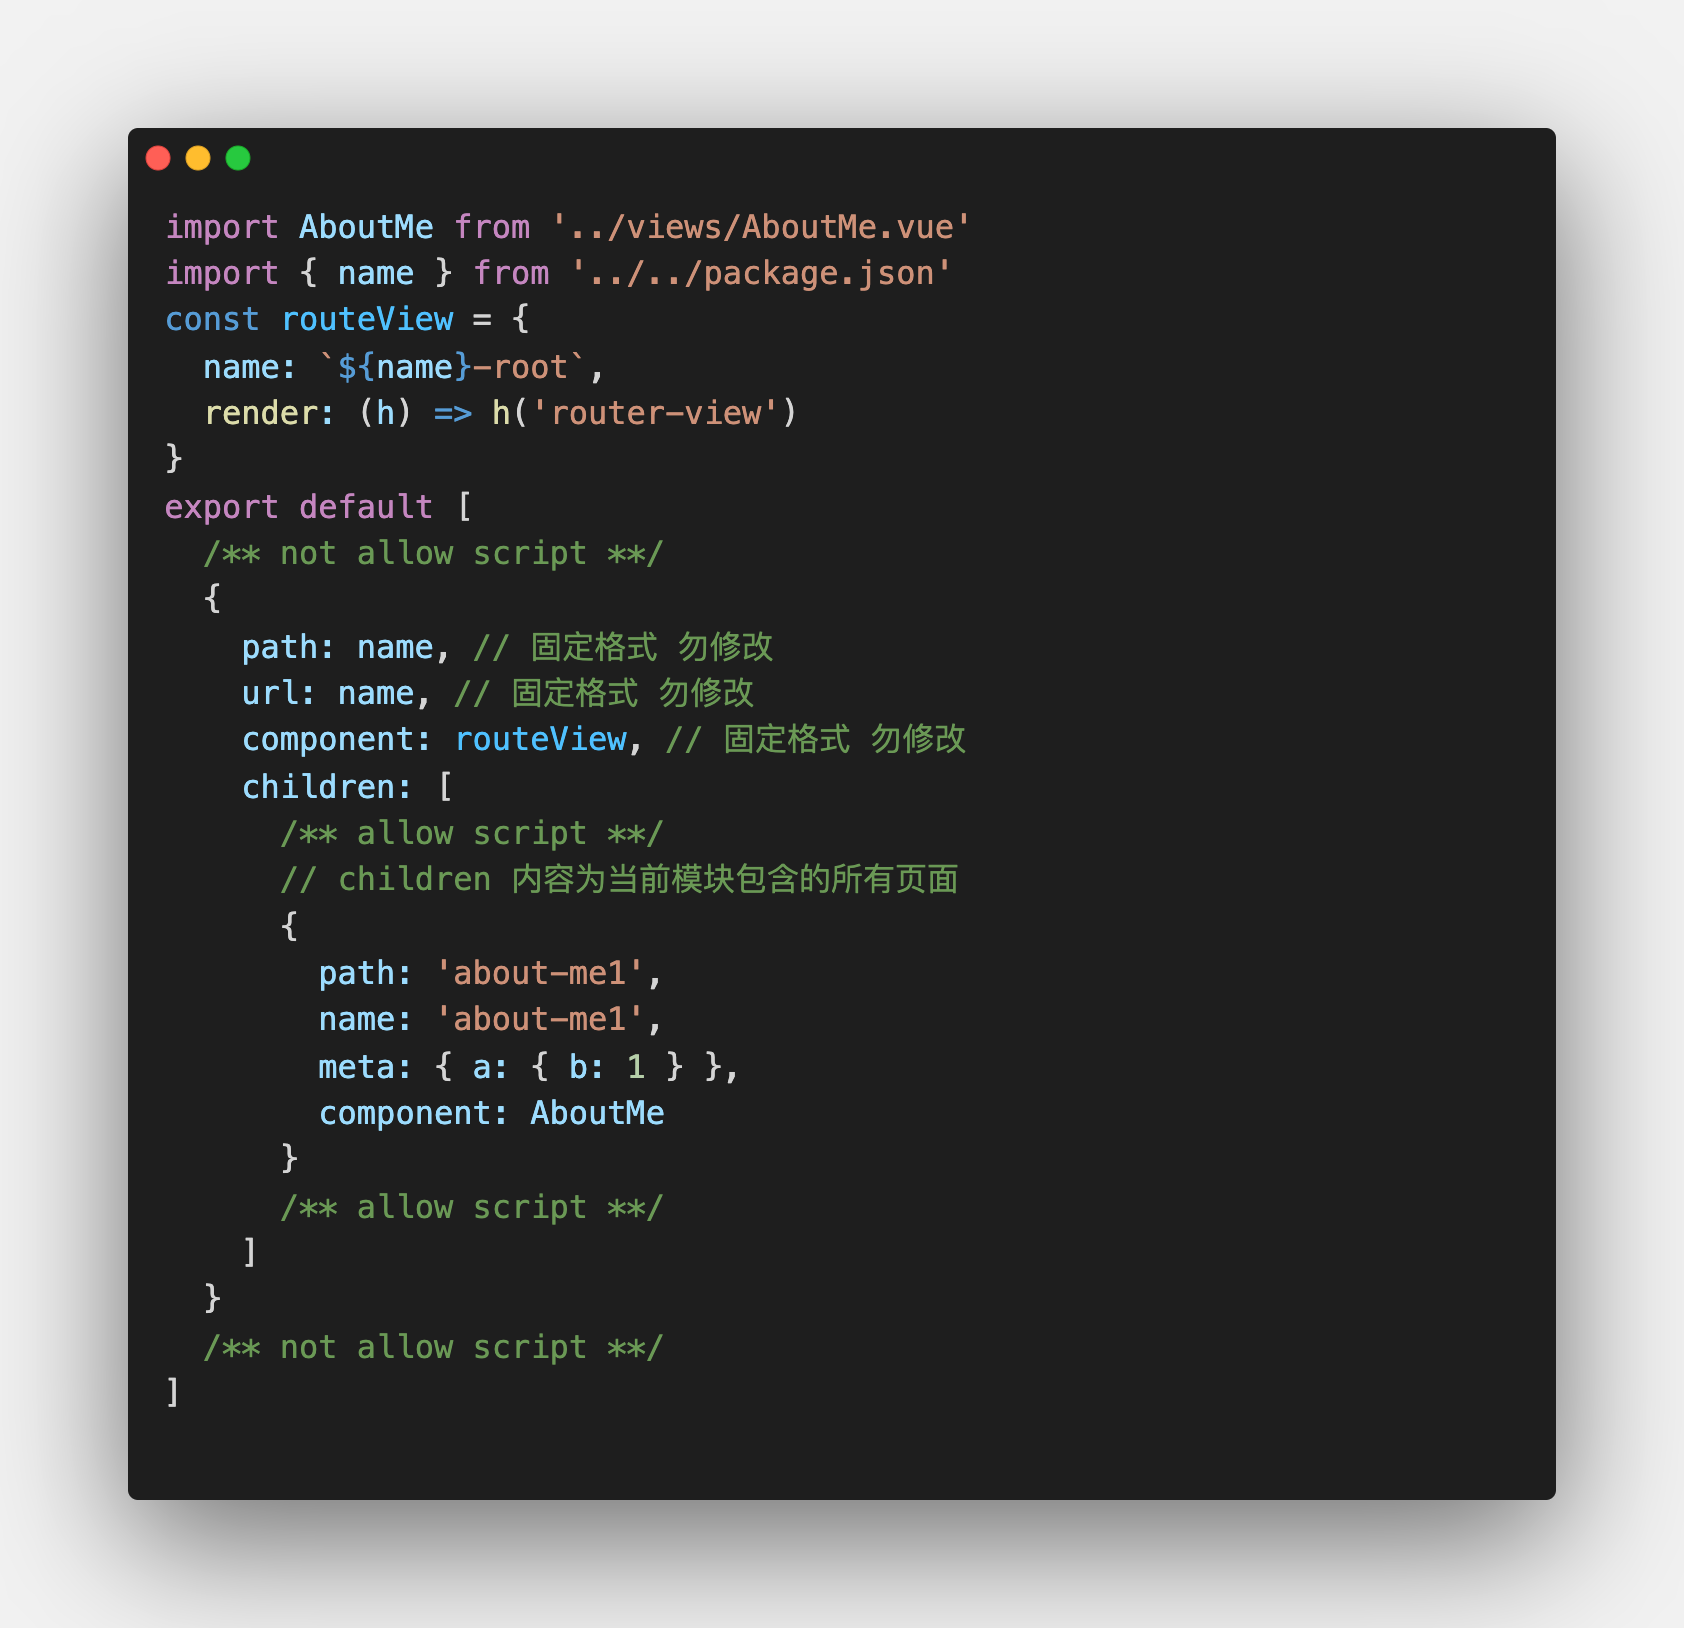 import AboutMe from '../views/AboutMe.vue'
import { name } from '../../package.json'
const routeView = {
  name: `${name}-root`,
  render: (h) => h('router-view')
}
export default [
  /** not allow script **/
  {
    path: name, // 固定格式 勿修改
    url: name, // 固定格式 勿修改
    component: routeView, // 固定格式 勿修改
    children: [
      /** allow script **/
      // children 内容为当前模块包含的所有页面
      {
        path: 'about-me1',
        name: 'about-me1',
        meta: { a: { b: 1 } },
        component: AboutMe
      }
      /** allow script **/
    ]
  }
  /** not allow script **/
]